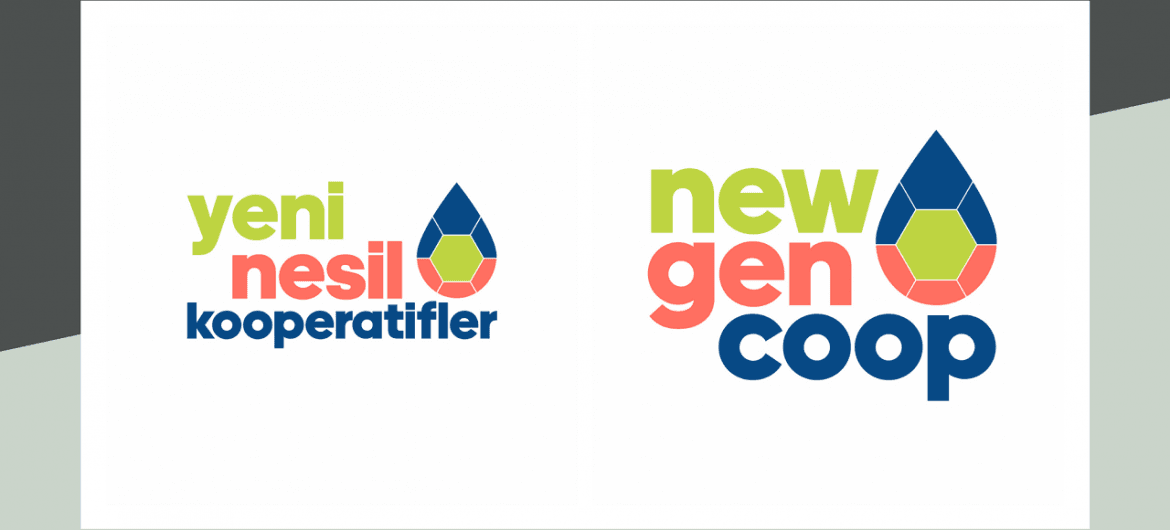 yeni
nesil
kooperatifler
new
gen
coop